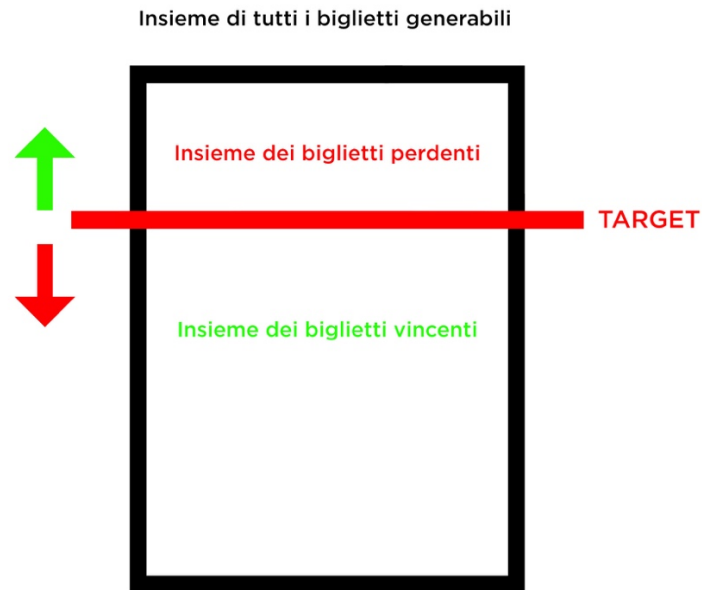 Insieme di tutti i biglietti generabili
Insieme dei biglietti perdenti
TARGET
Insieme dei biglietti vincenti